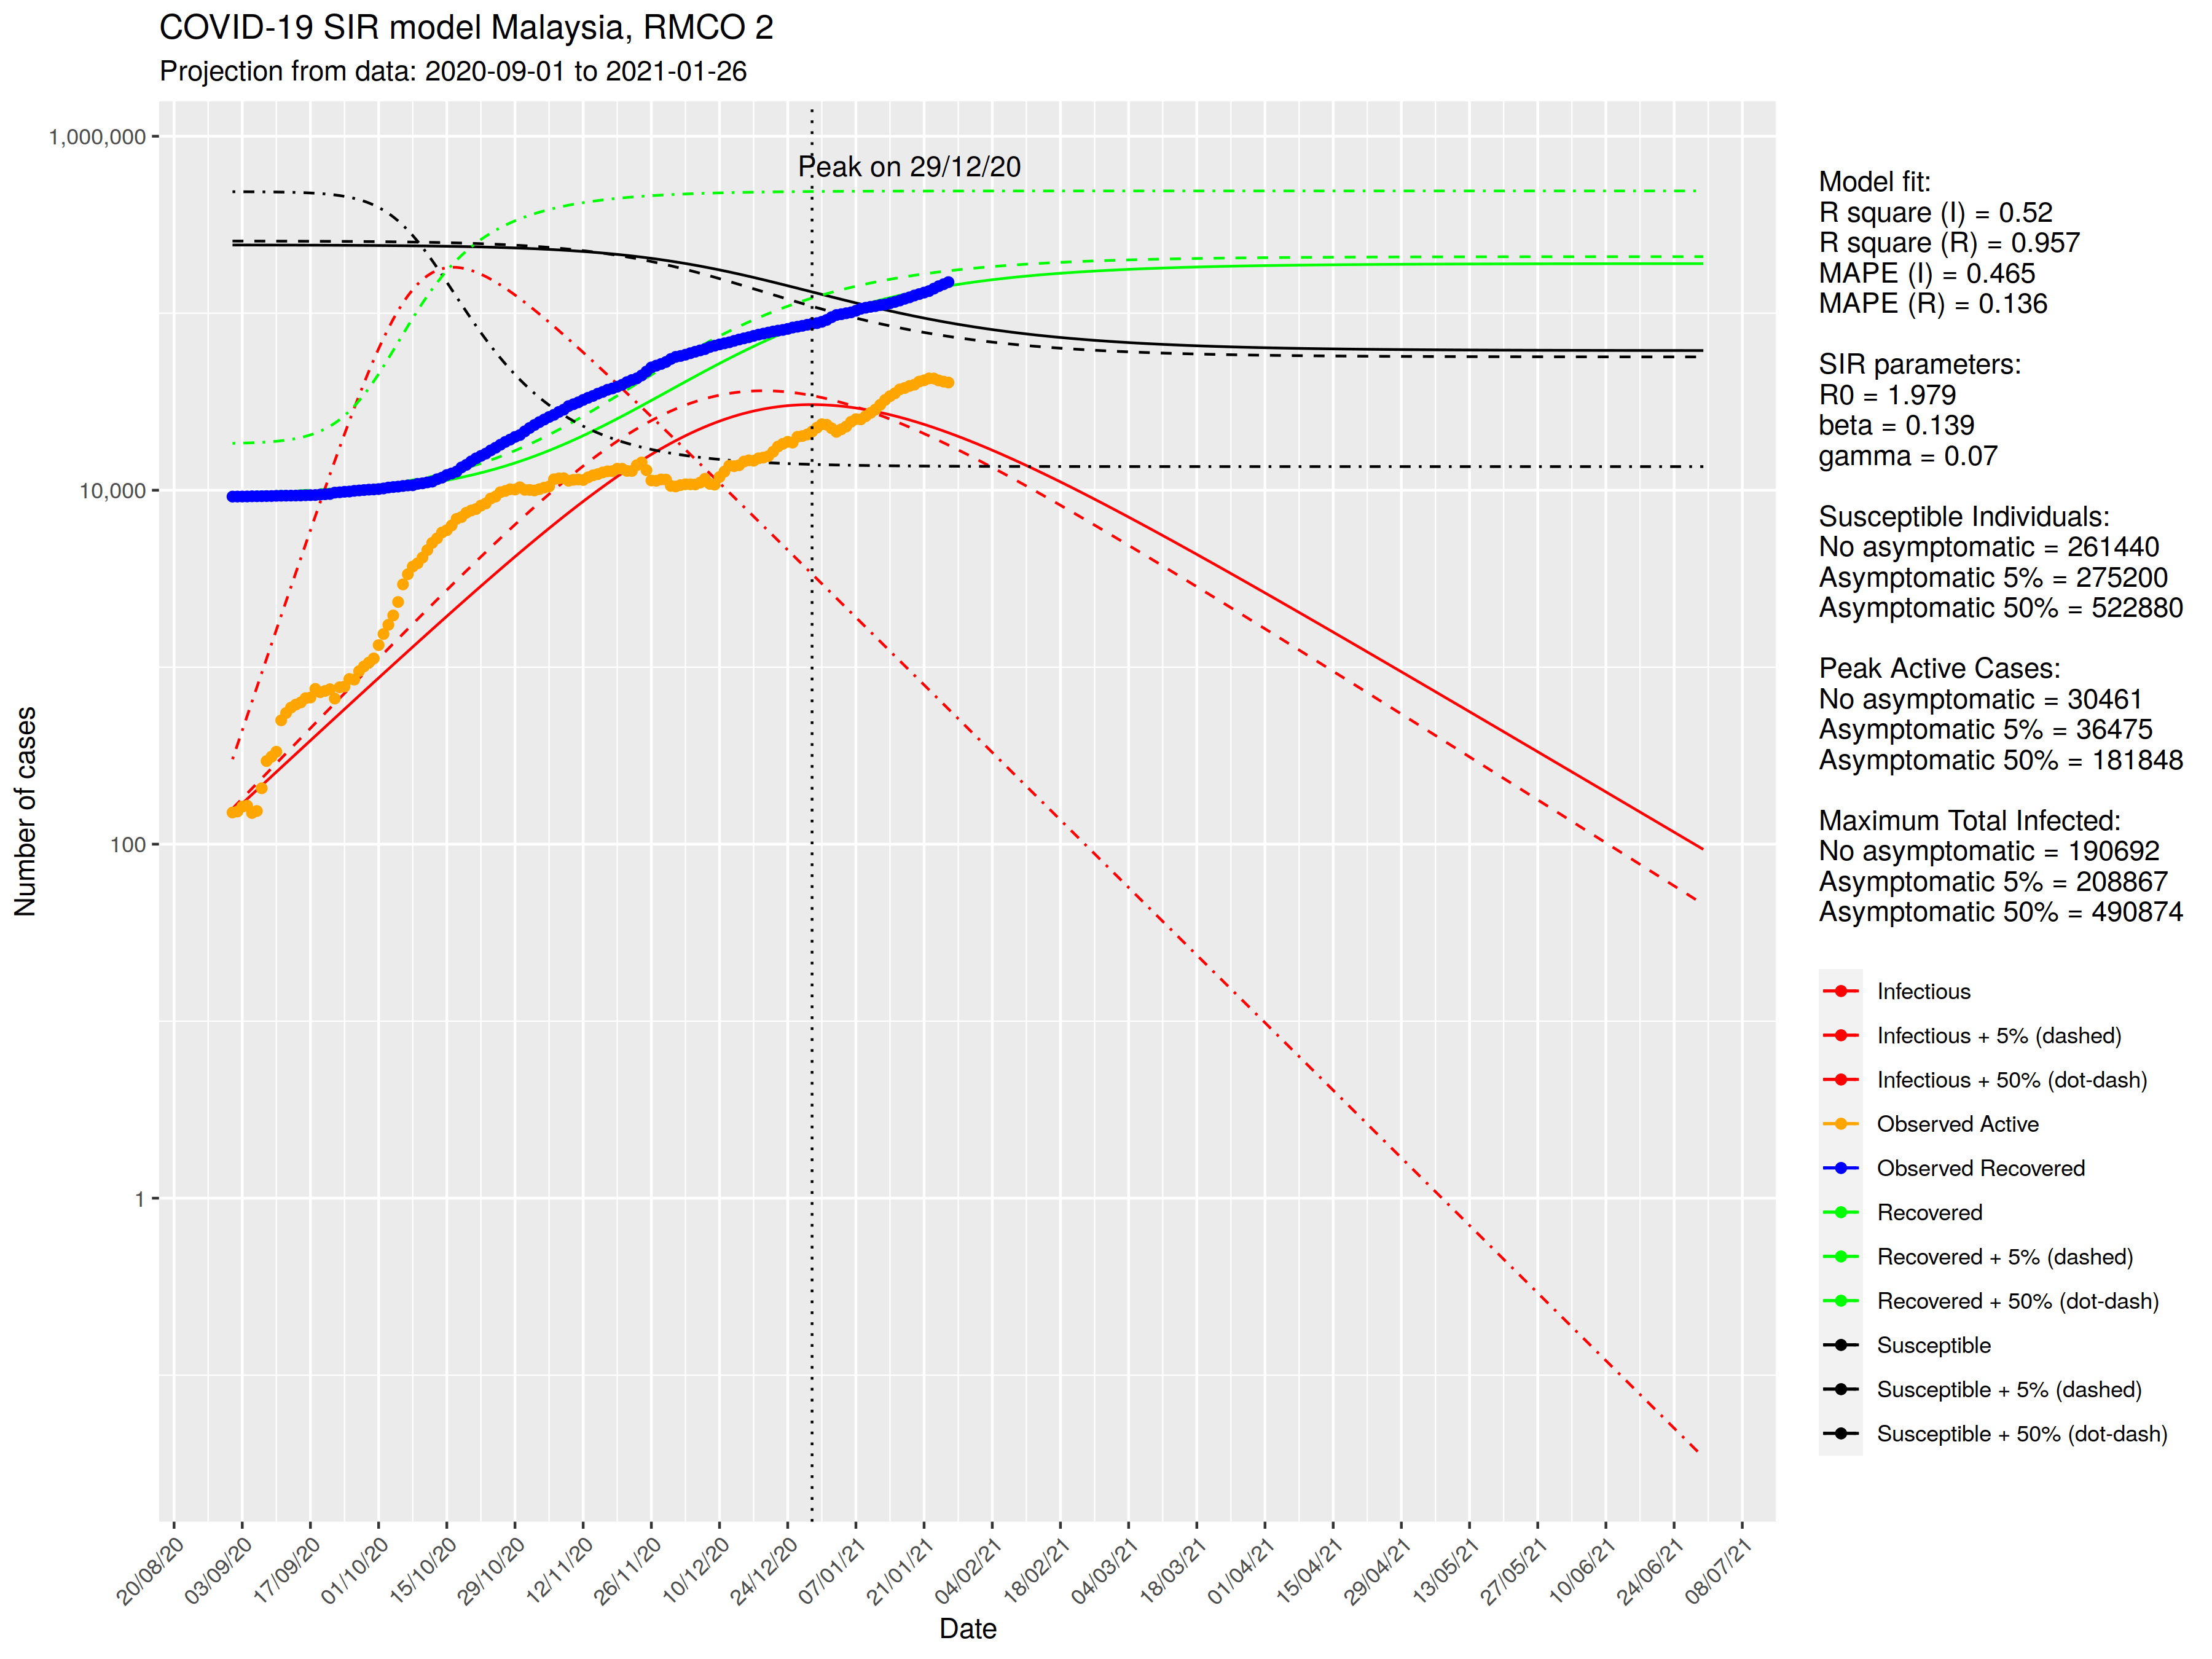 COVID-19 SIR model Malaysia, RMCO 2
Projection from data: 2020-09-01 to 2021-01-26
Peak on 29/12/20
Number of cases
1,000,000
10,000
100
1
20/08/20
03/09/20
17/09/20
01/10/20
15/10/20
29/10/20
12/11/20
26/11/20
10/12/20
24/12/20
07/01/21
21/01/21
04/02/21
18/02/21
04/03/21
18/03/21
01/04/21
15/04/21
29/04/21
13/05/21
27/05/21
10/06/21
24/06/21
08/07/21
Date
Model fit:
R square (I) = 0.52
R square (R) = 0.957
MAPE (I) = 0.465
MAPE (R) = 0.136
SIR parameters:
R0 = 1.979
beta = 0.139
gamma = 0.07
Susceptible Individuals:
No asymptomatic = 261440
Asymptomatic 5% = 275200
Asymptomatic 50% = 522880
Peak Active Cases:
No asymptomatic = 30461
Asymptomatic 5% = 36475
Asymptomatic 50% = 181848
Maximum Total Infected:
No asymptomatic = 190692
Asymptomatic 5% = 208867
Asymptomatic 50% = 490874
Infectious
Infectious + 5% (dashed)
Infectious + 50% (dot-dash)
Observed Active
Observed Recovered
Recovered
Recovered + 5% (dashed)
Recovered + 50% (dot-dash)
Susceptible
Susceptible + 5% (dashed)
Susceptible + 50% (dot-dash)